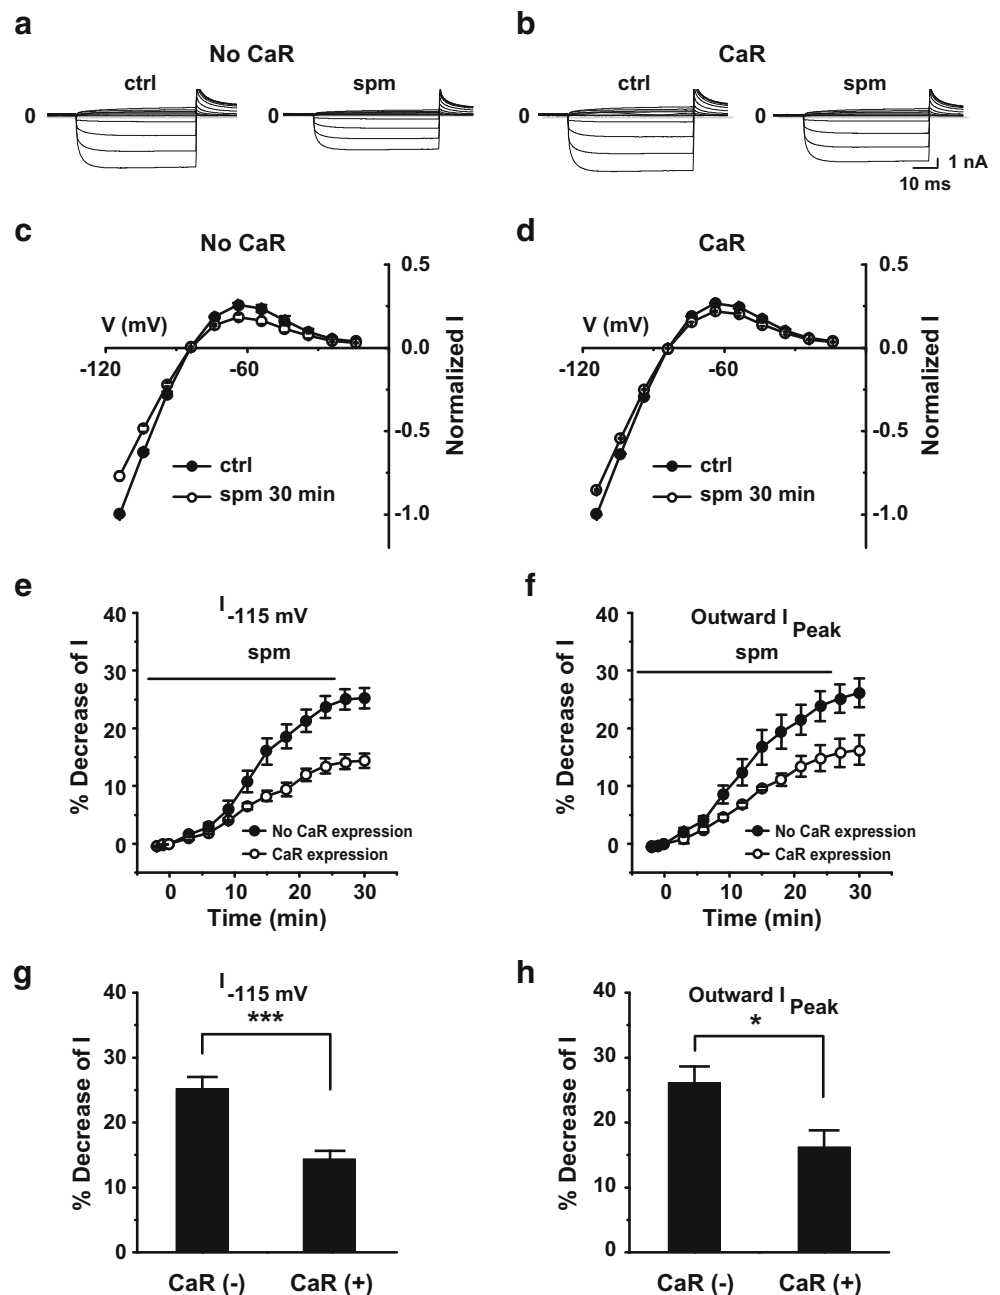 a
No CaR
ctrl
spm
0
0
b
CaR
ctrl
spm
0
0
1 nA
10 ms
c
No CaR
0.5
V (mV)
0.0
-120
-60
Normalized I
-0.5
ctrl
spm 30 min
-1.0
d
CaR
0.5
V (mV)
0.0
-120
-60
Normalized I
-0.5
ctrl
spm 30 min
-1.0
e
I -115 mV
40
spm
30
20
10
0
% Decrease of I
No CaR expression
CaR expression
0 10 20 30
Time (min)
f
Outward I Peak
40
spm
30
20
10
0
% Decrease of I
No CaR expression
CaR expression
0 10 20 30
Time (min)
g
I -115 mV
40
***
30
20
10
0
% Decrease of I
CaR (-) CaR (+)
h
Outward I Peak
40
*
30
20
10
0
% Decrease of I
CaR (-) CaR (+)